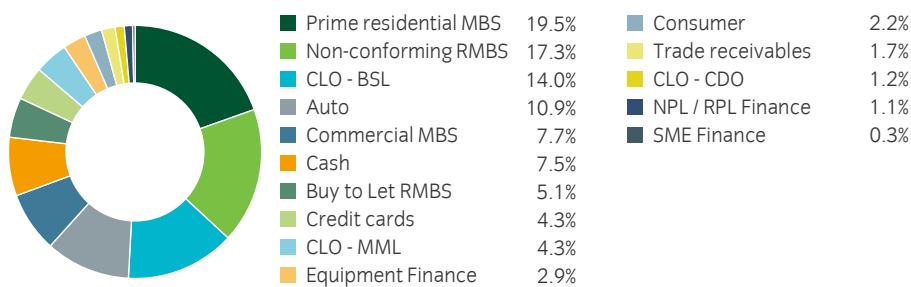 Prime residential MBS 19.5%
Non-conforming RMBS 17.3%
CLO - BSL 14.0%
Auto 10.9%
Commercial MBS 7.7%
Cash 7.5%
Buy to Let RMBS 5.1%
Credit cards 4.3%
CLO - MML 4.3%
Equipment Finance 2.9%
Consumer 2.2%
Trade receivables 1.7%
CLO - CDO 1.2%
NPL / RPL Finance 1.1%
SME Finance 0.3%